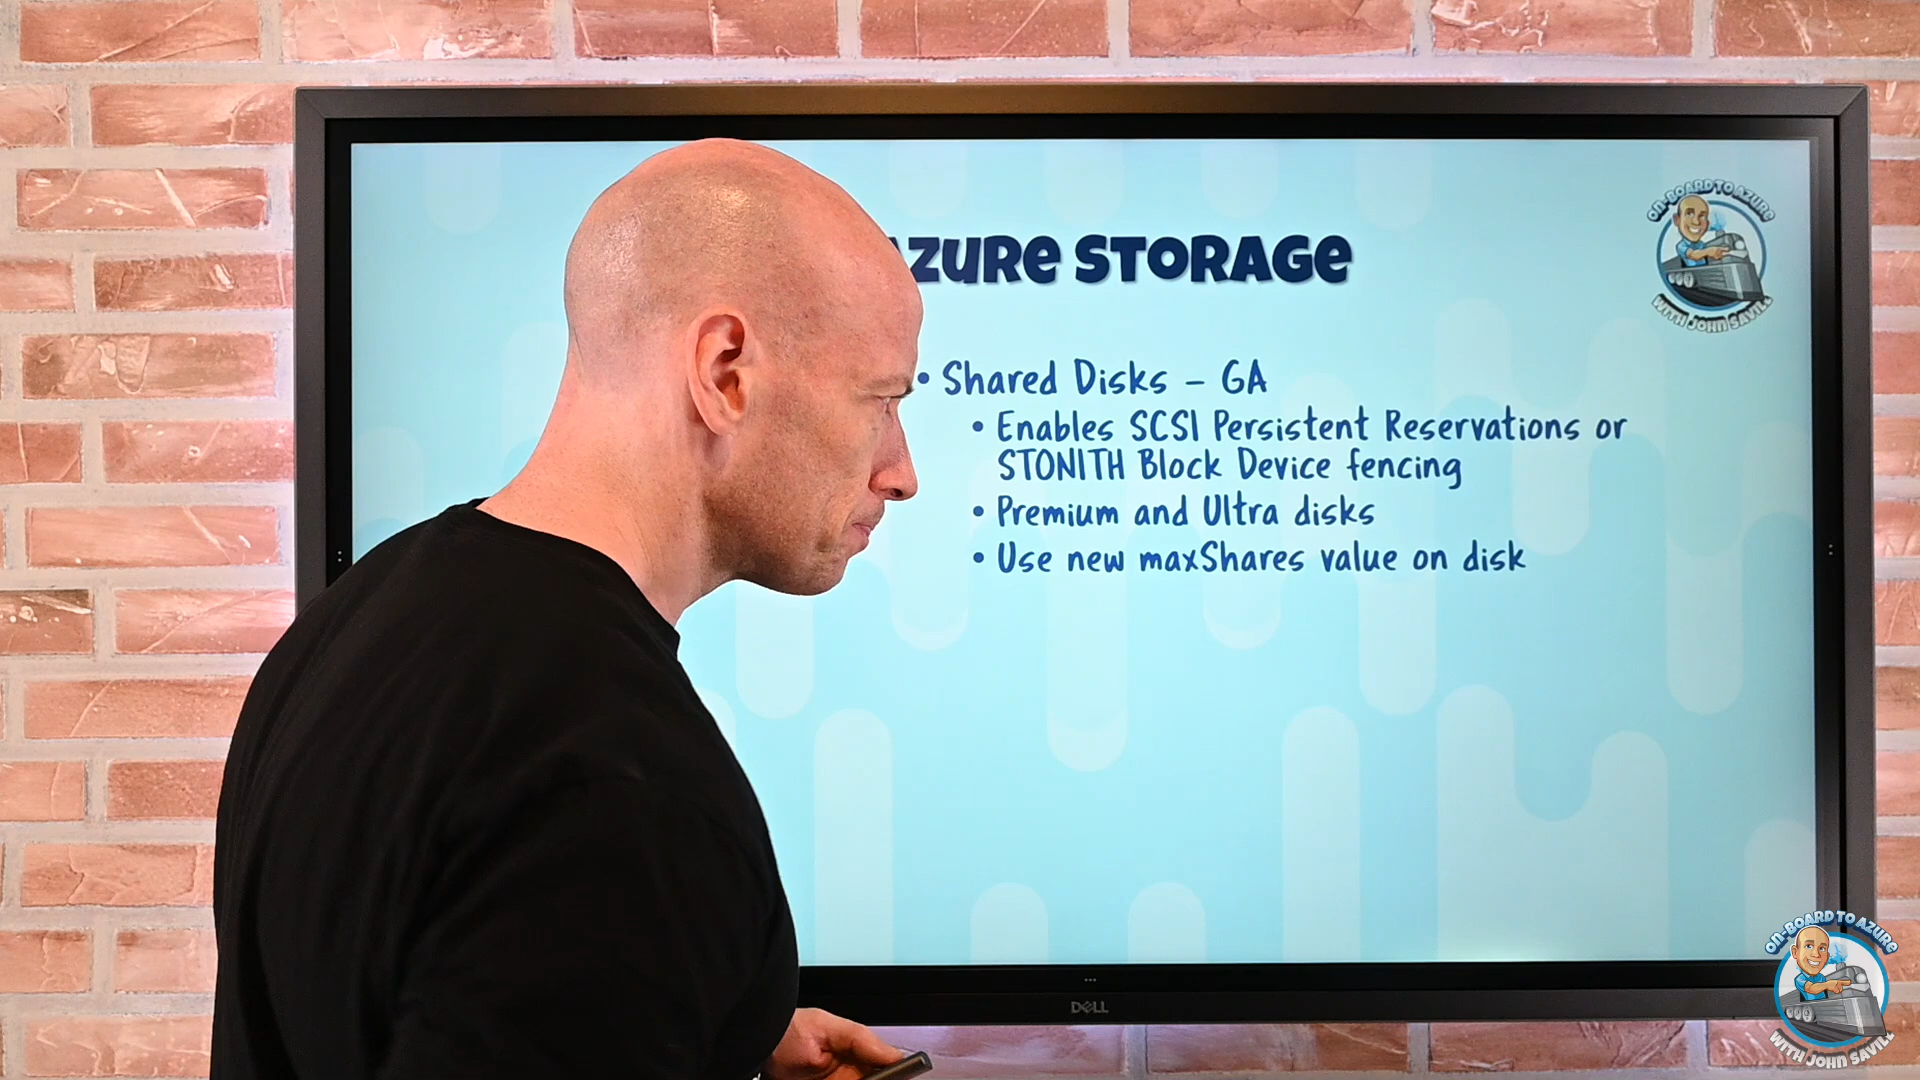 AZURE STORAGE
ON-BOARD TO AZURE
WITH JOHN SAVILL
• Shared Disks – GA
• Enables SCSI Persistent Reservations or
STONITH Block Device fencing
• Premium and Ultra disks
• Use new maxShares value on disk
DELL
ON-BOARD TO AZURE
WITH JOHN SAVILL